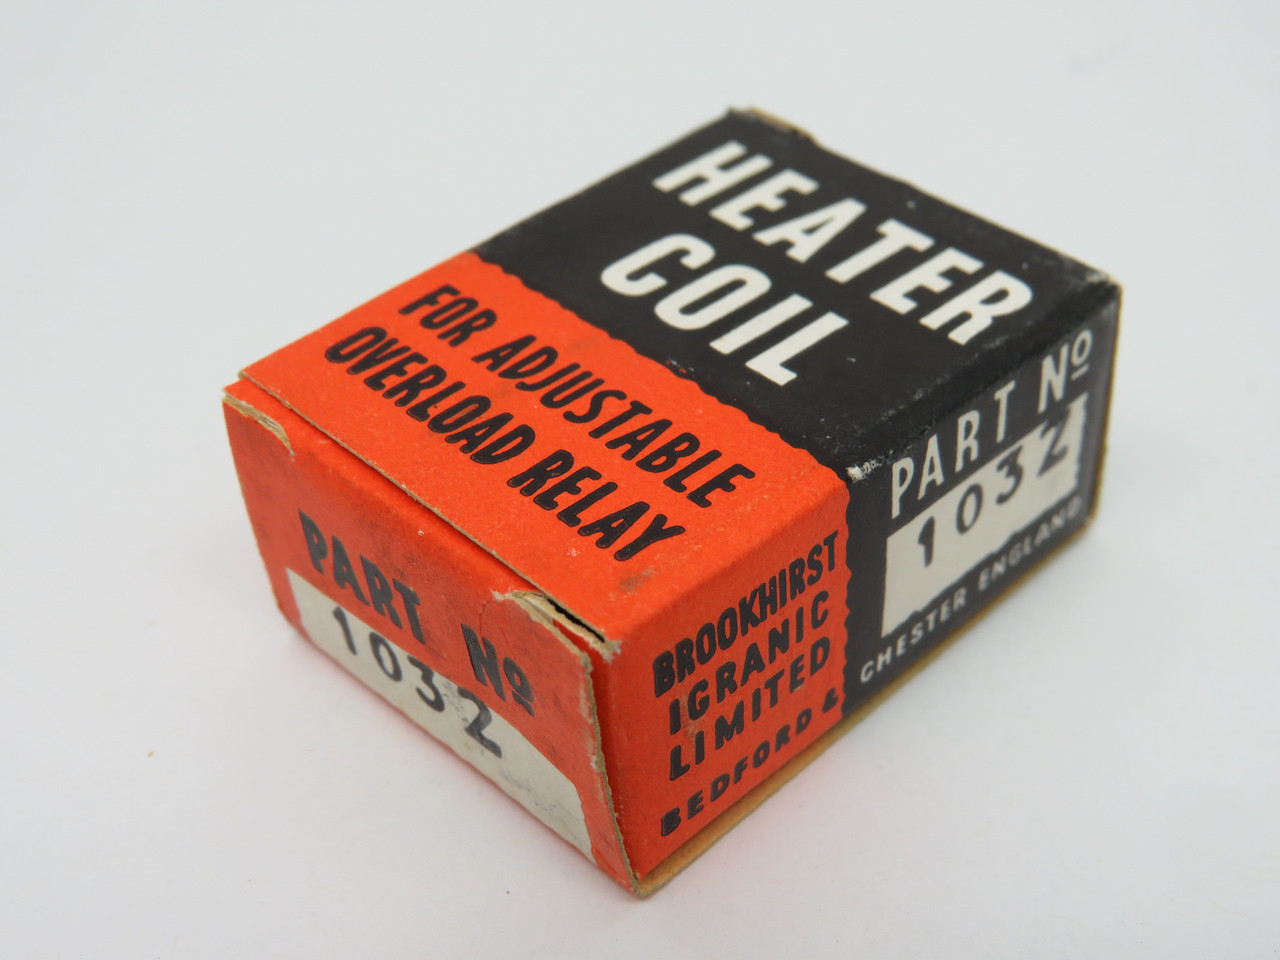 HEATER
COIL
FOR ADJUSTABLE
OVERLOAD RELAY
PART Nº
1032
BROOKHIRST
IGRANIC
LIMITED
BEDFORD &
PART Nº
1032
CHESTER ENGLAND